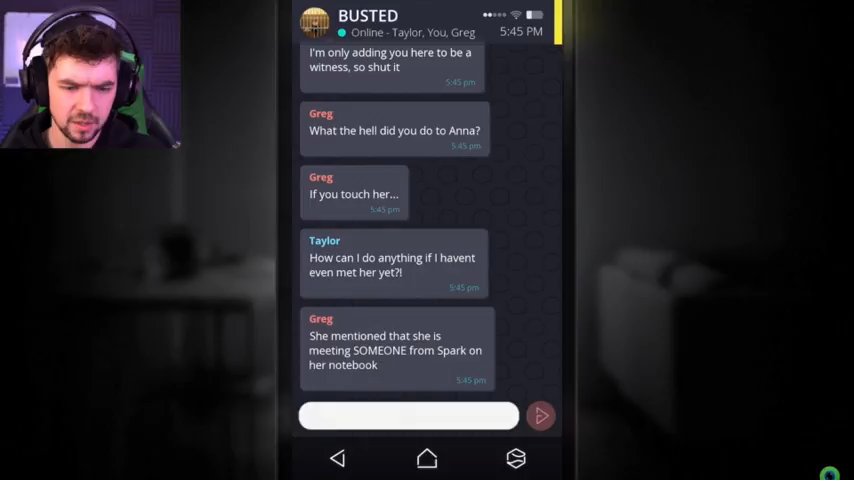 BUSTED
Online - Taylor, You, Greg
5:45 PM
I'm only adding you here to be a
witness, so shut it
5:45 pm
Greg
What the hell did you do to Anna?
5:45 pm
Greg
If you touch her...
5:45 pm
Taylor
How can I do anything if I havent
even met her yet?!
5:45 pm
Greg
She mentioned that she is
meeting SOMEONE from Spark on
her notebook
5:45 pm